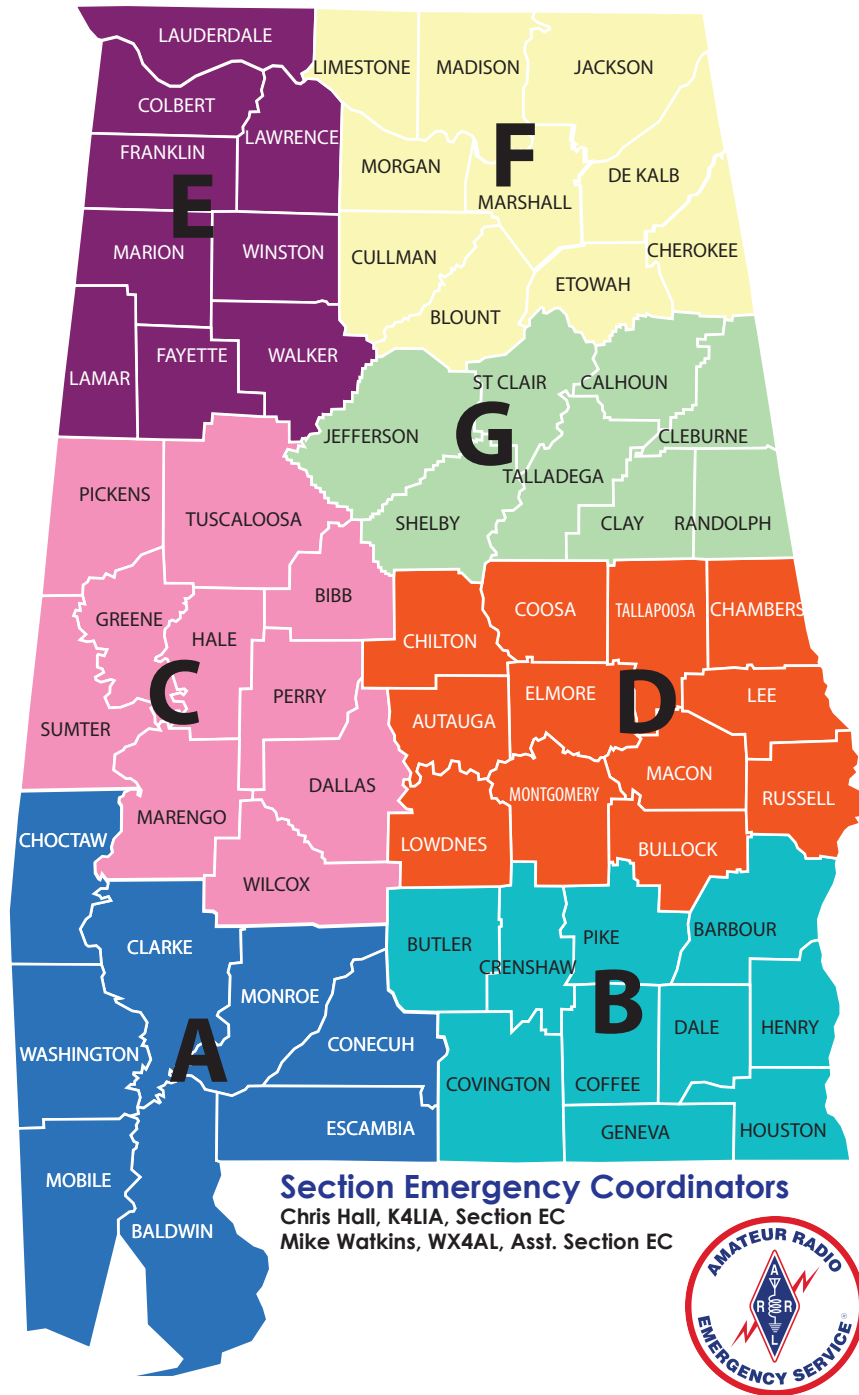 LAUDERDALE
LIMESTONE
MADISON
JACKSON
COLBERT
LAWRENCE
FRANKLIN
MORGAN
F
DE KALB
E
MARSHALL
MARION
WINSTON
CULLMAN
CHEROKEE
ETOWAH
BLOUNT
FAYETTE
WALKER
LAMAR
ST CLAIR
CALHOUN
JEFFERSON
G
CLEBURNE
TALLADEGA
PICKENS
TUSCALOOSA
SHELBY
CLAY
RANDOLPH
BIBB
GREENE
COOSA
TALLAPOOSA
CHAMBERS
HALE
CHILTON
C
PERRY
ELMORE
D
LEE
SUMTER
AUTAUGA
MACON
DALLAS
MONTGOMERY
RUSSELL
MARENGO
CHOCTAW
LOWDNES
BULLOCK
WILCOX
CLARKE
BUTLER
PIKE
BARBOUR
CRENSHAW
MONROE
B
A
CONECUH
DALE
HENRY
WASHINGTON
COVINGTON
COFFEE
ESCAMBIA
GENEVA
HOUSTON
MOBILE
BALDWIN
Section Emergency Coordinators
Chris Hall, K4LIA, Section EC
Mike Watkins, WX4AL, Asst. Section EC
AMATEUR RADIO
A
R R
L
EMERGENCY SERVICE®